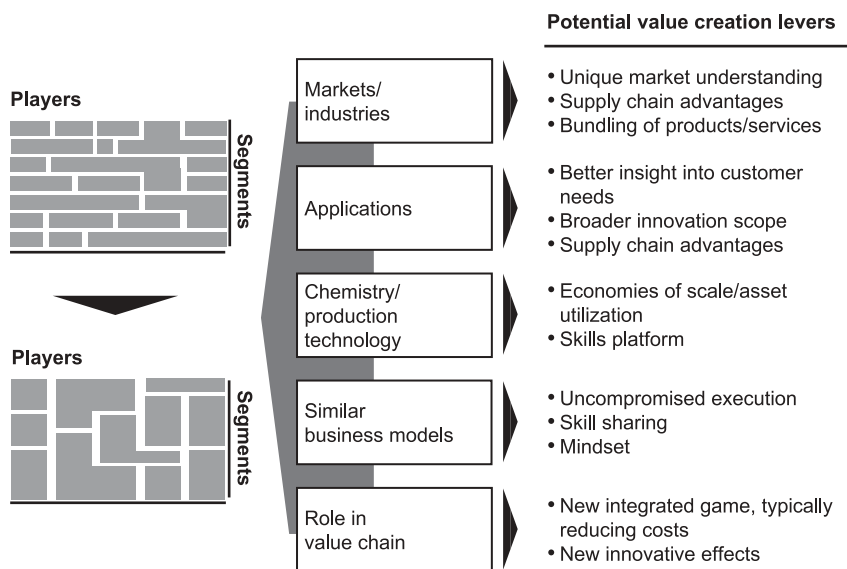 Potential value creation levers
Players
Segments
Players
Segments
Markets/
industries
• Unique market understanding
• Supply chain advantages
• Bundling of products/services
Applications
• Better insight into customer
needs
• Broader innovation scope
• Supply chain advantages
Chemistry/
production
technology
• Economies of scale/asset
utilization
• Skills platform
Similar
business models
• Uncompromised execution
• Skill sharing
• Mindset
Role in
value chain
• New integrated game, typically
reducing costs
• New innovative effects